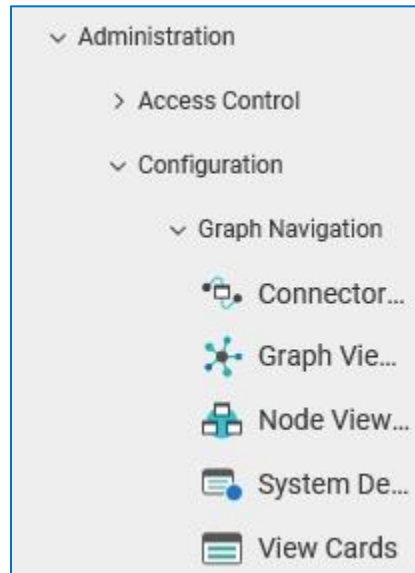 Administration
Access Control
Configuration
Graph Navigation
Connector...
Graph Vie...
Node View...
System De...
View Cards